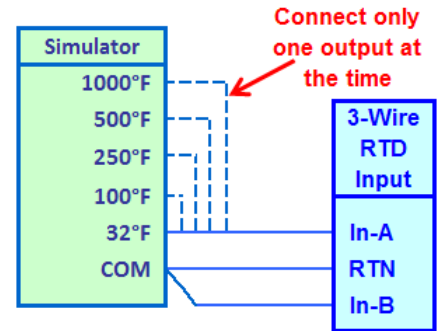 Connect only
one output at
the time
Simulator
1000°F
500°F
250°F
100°F
32°F
COM
3-Wire
RTD
Input
In-A
RTN
In-B